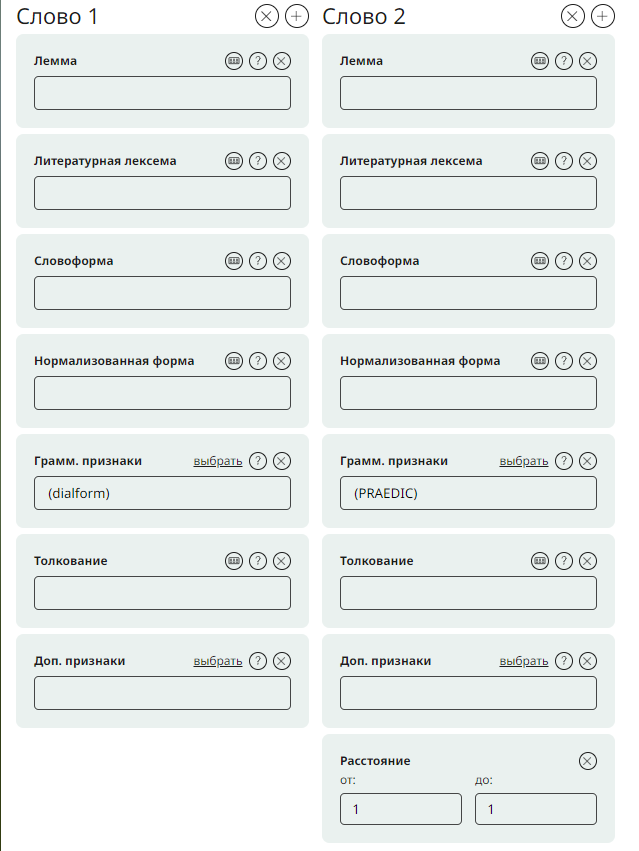 Слово 1
Слово 2
Лемма
Лемма
Литературная лексема
Литературная лексема
Словоформа
Словоформа
Нормализованная форма
Нормализованная форма
Грамм. признаки выбрать ?
(dialform)
Грамм. признаки выбрать ?
(PRAEDIC)
Толкование
Толкование
Доп. признаки выбрать ?
Доп. признаки выбрать ?
Расстояние
от: до:
1 1